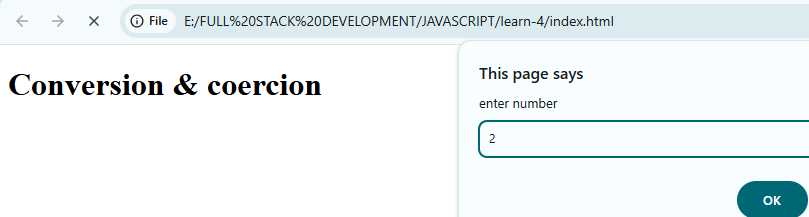 File E:/FULL%20STACK%20DEVELOPMENT/JAVASCRIPT/learn-4/index.html
Conversion & coercion
This page says
enter number
2
OK